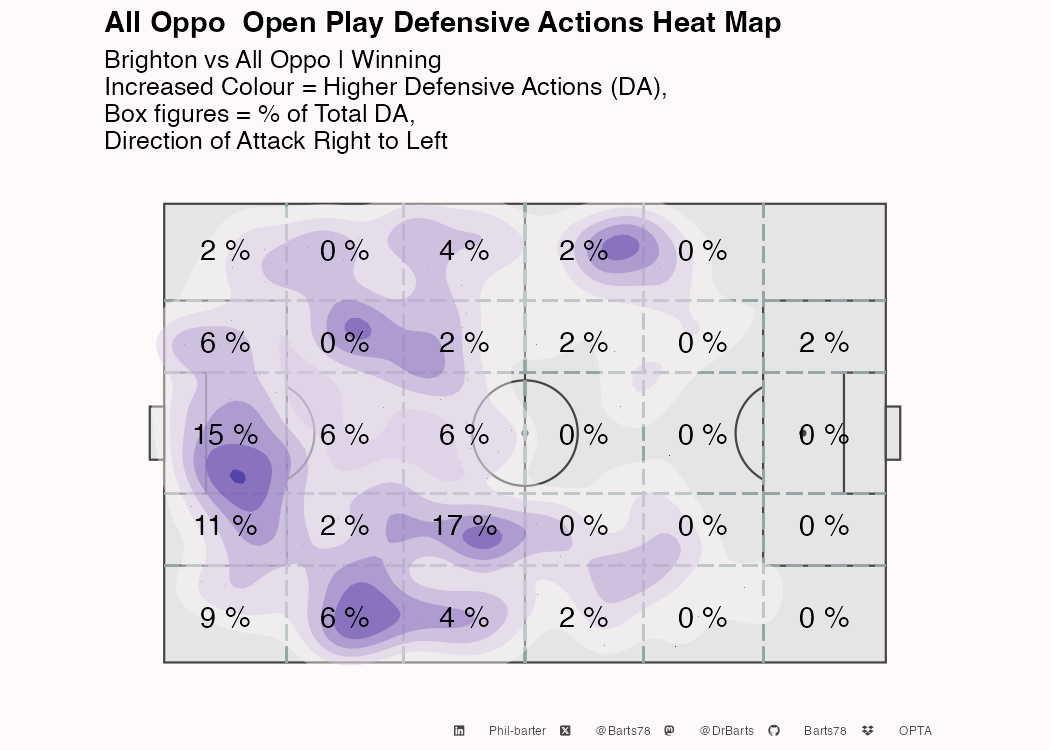 All Oppo  Open Play Defensive Actions Heat Map
Brighton vs All Oppo | Winning
Increased Colour = Higher Defensive Actions (DA),
Box figures = % of Total DA,
Direction of Attack Right to Left
2 % 0 % 4 % 2 % 0 %
6 % 0 % 2 % 2 % 0 % 2 %
15 % 6 % 6 % 0 % 0 % 0 %
11 % 2 % 17 % 0 % 0 % 0 %
9 % 6 % 4 % 2 % 0 % 0 %
Phil-barter @Barts78 @DrBarts Barts78 OPTA